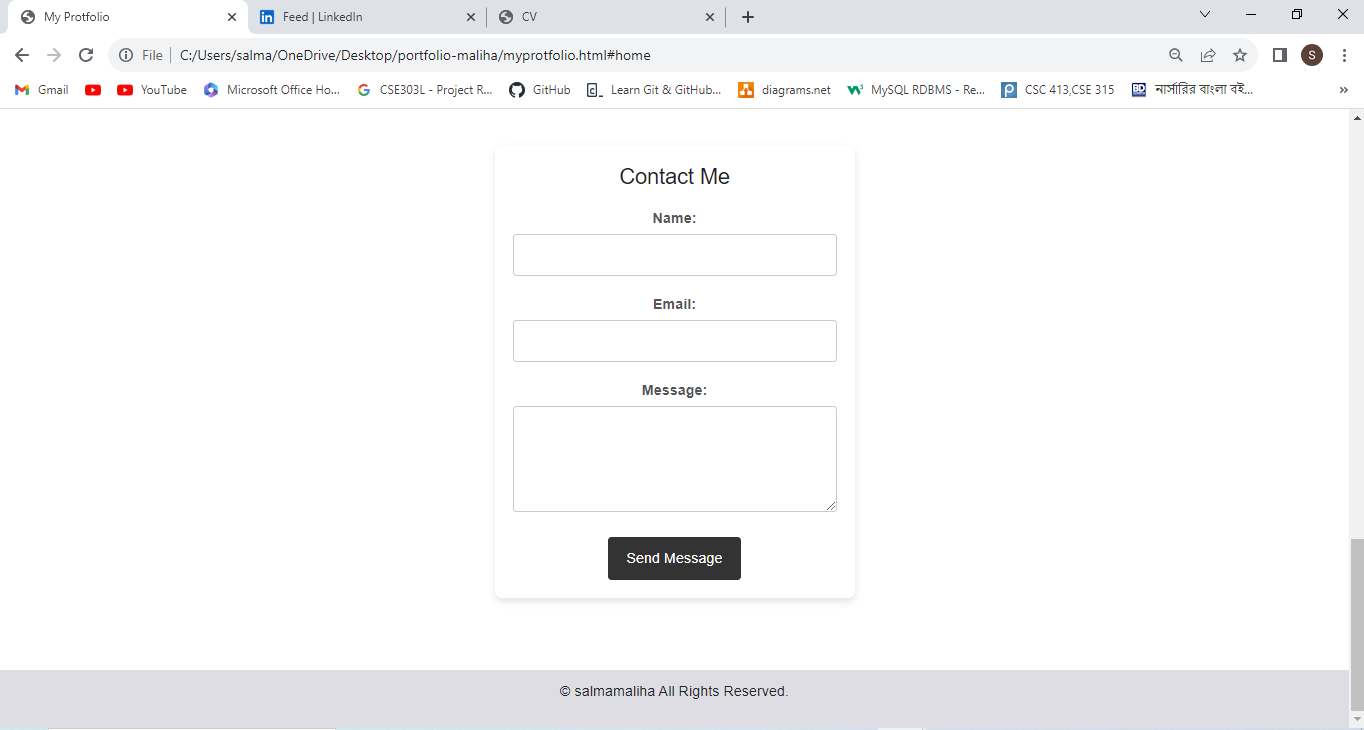 My Protfolio
Feed | LinkedIn
CV
File
C:/Users/salma/OneDrive/Desktop/portfolio-maliha/myprotfolio.html#home
S
Gmail
YouTube
Microsoft Office Ho...
CSE303L - Project R...
GitHub
Learn Git & GitHub...
diagrams.net
MySQL RDBMS - Re...
CSC 413,CSE 315
নার্সারির বাংলা বই...
Contact Me
Name:
Email:
Message:
Send Message
© salmamaliha All Rights Reserved.